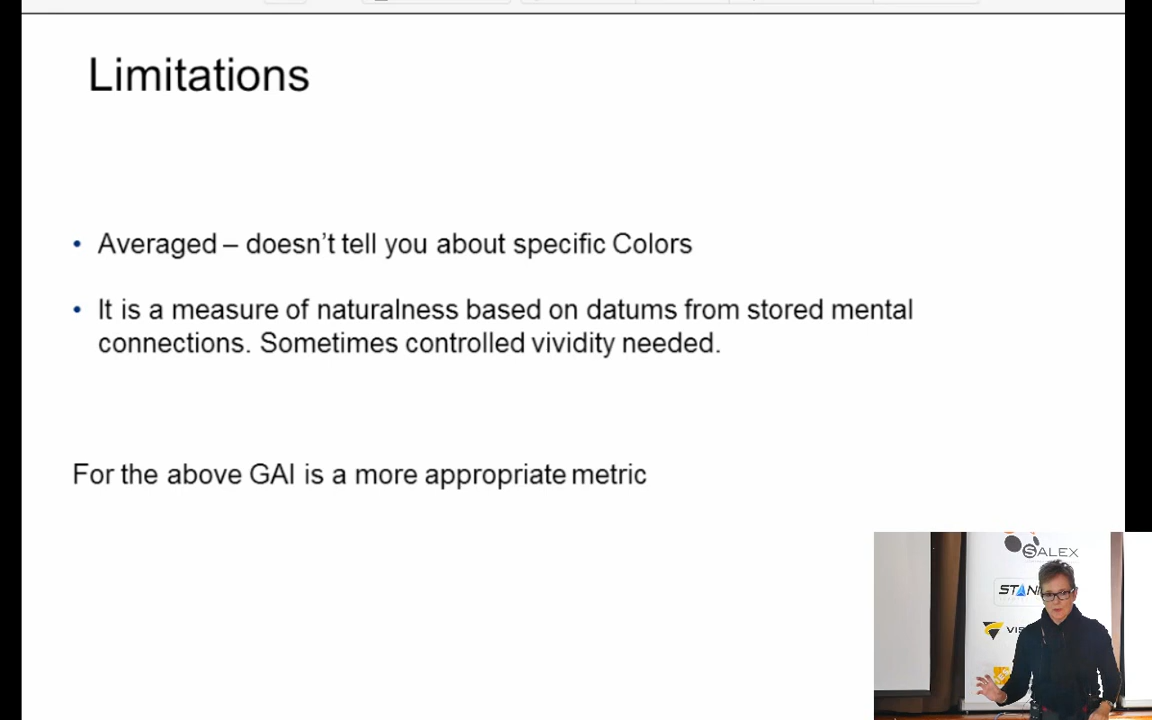 Limitations
• Averaged – doesn't tell you about specific Colors
• It is a measure of naturalness based on datums from stored mental
connections. Sometimes controlled vividity needed.
For the above GAI is a more appropriate metric
SALEX